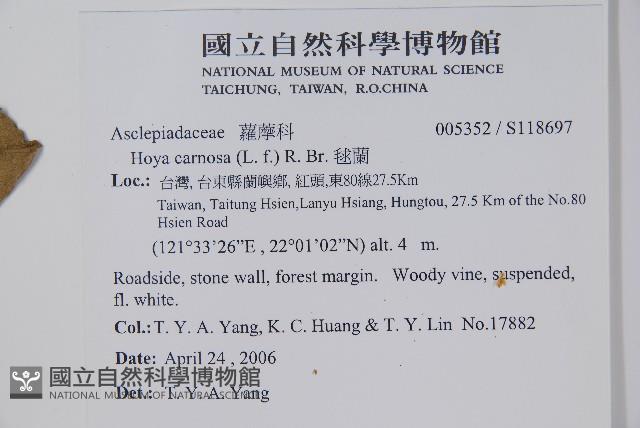 國立自然科學博物館
NATIONAL MUSEUM OF NATURAL SCIENCE
TAICHUNG, TAIWAN, R.O.CHINA
Asclepiadaceae 蘿藦科 005352 / S118697
Hoya carnosa (L. f.) R. Br. 毬蘭
Loc.: 台灣, 台東縣蘭嶼鄉, 紅頭,東80線27.5Km
Taiwan, Taitung Hsien,Lanyu Hsiang, Hungtou, 27.5 Km of the No.80
Hsien Road
(121°33’26”E , 22°01’02”N) alt. 4 m.
Roadside, stone wall, forest margin. Woody vine, suspended,
fl. white.
Col.: T. Y. A. Yang, K. C. Huang & T. Y. Lin No.17882
Date: April 24 , 2006
國立自然科學博物館
NATIONAL MUSEUM OF NATURAL SCIENCE
Det.: T. Y. A. Yang